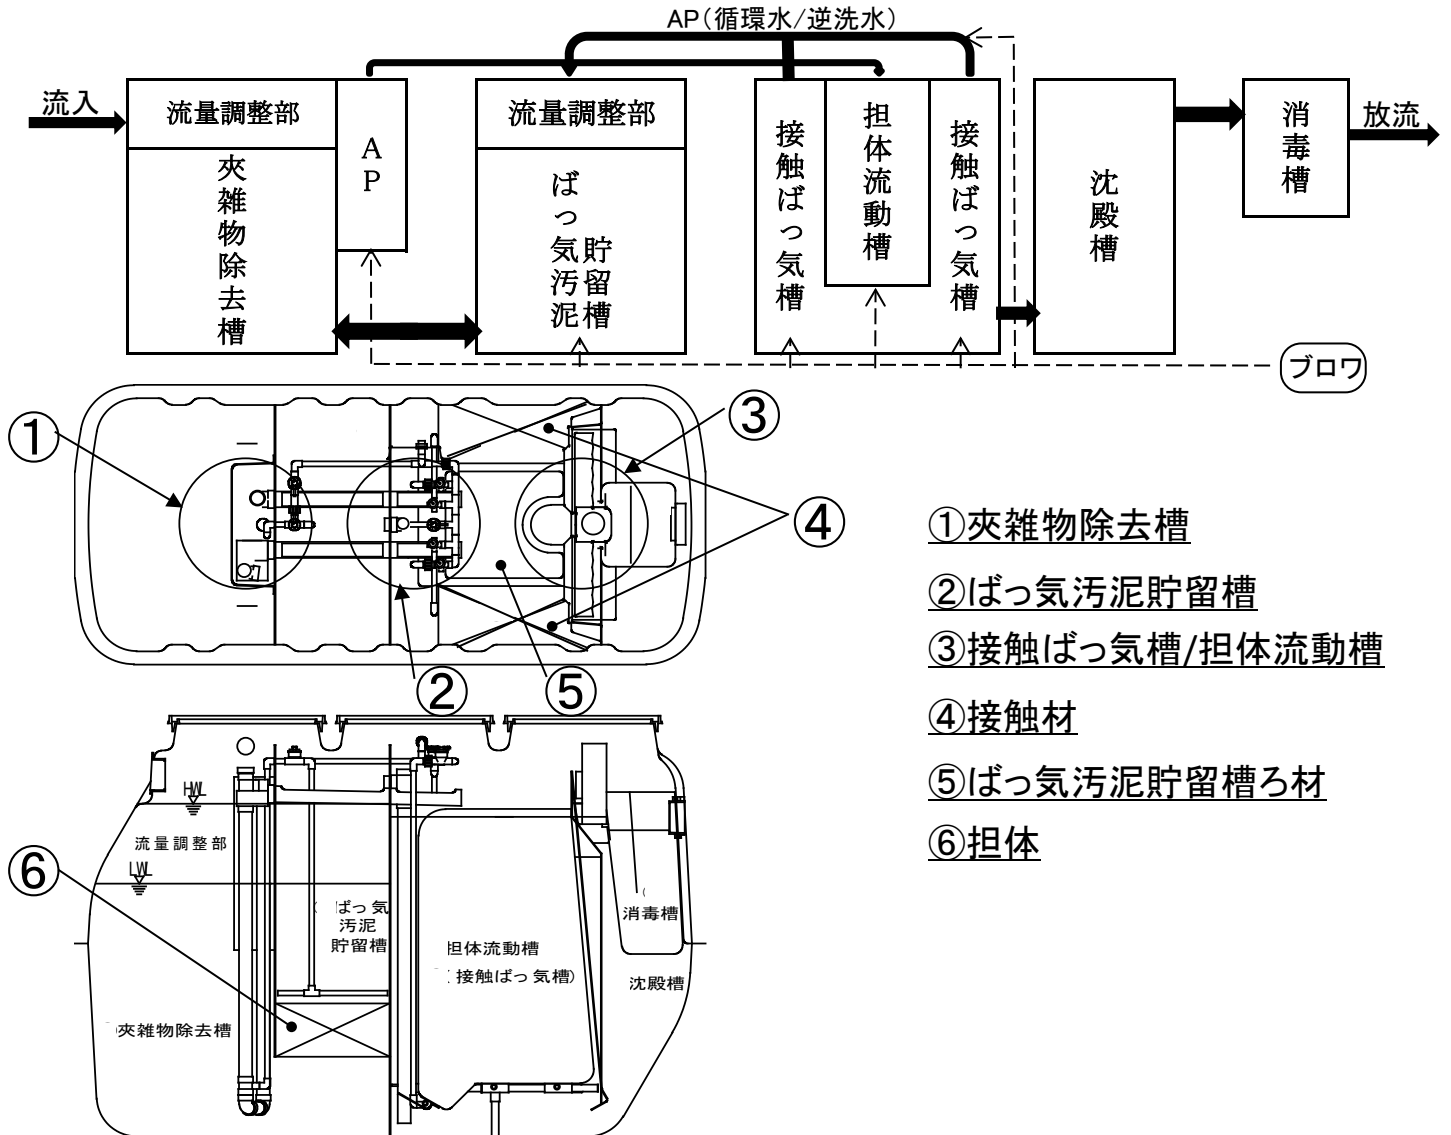 AP(循環水/逆洗水)
流入
流量調整部
AP
夾雑物除去槽
流量調整部
ばっ気汚泥貯留槽
接触ばっ気槽
担体流動槽
接触ばっ気槽
沈殿槽
消毒槽
放流
ブロワ
①
②
③
④
⑤
①夾雑物除去槽
②ばっ気汚泥貯留槽
③接触ばっ気槽/担体流動槽
④接触材
⑤ばっ気汚泥貯留槽ろ材
⑥担体
HWL
流量調整部
LWL
⑥
(ばっ気
汚泥
貯留槽
担体流動槽
(接触ばっ気槽)
(
消毒槽
沈殿槽
夾雑物除去槽